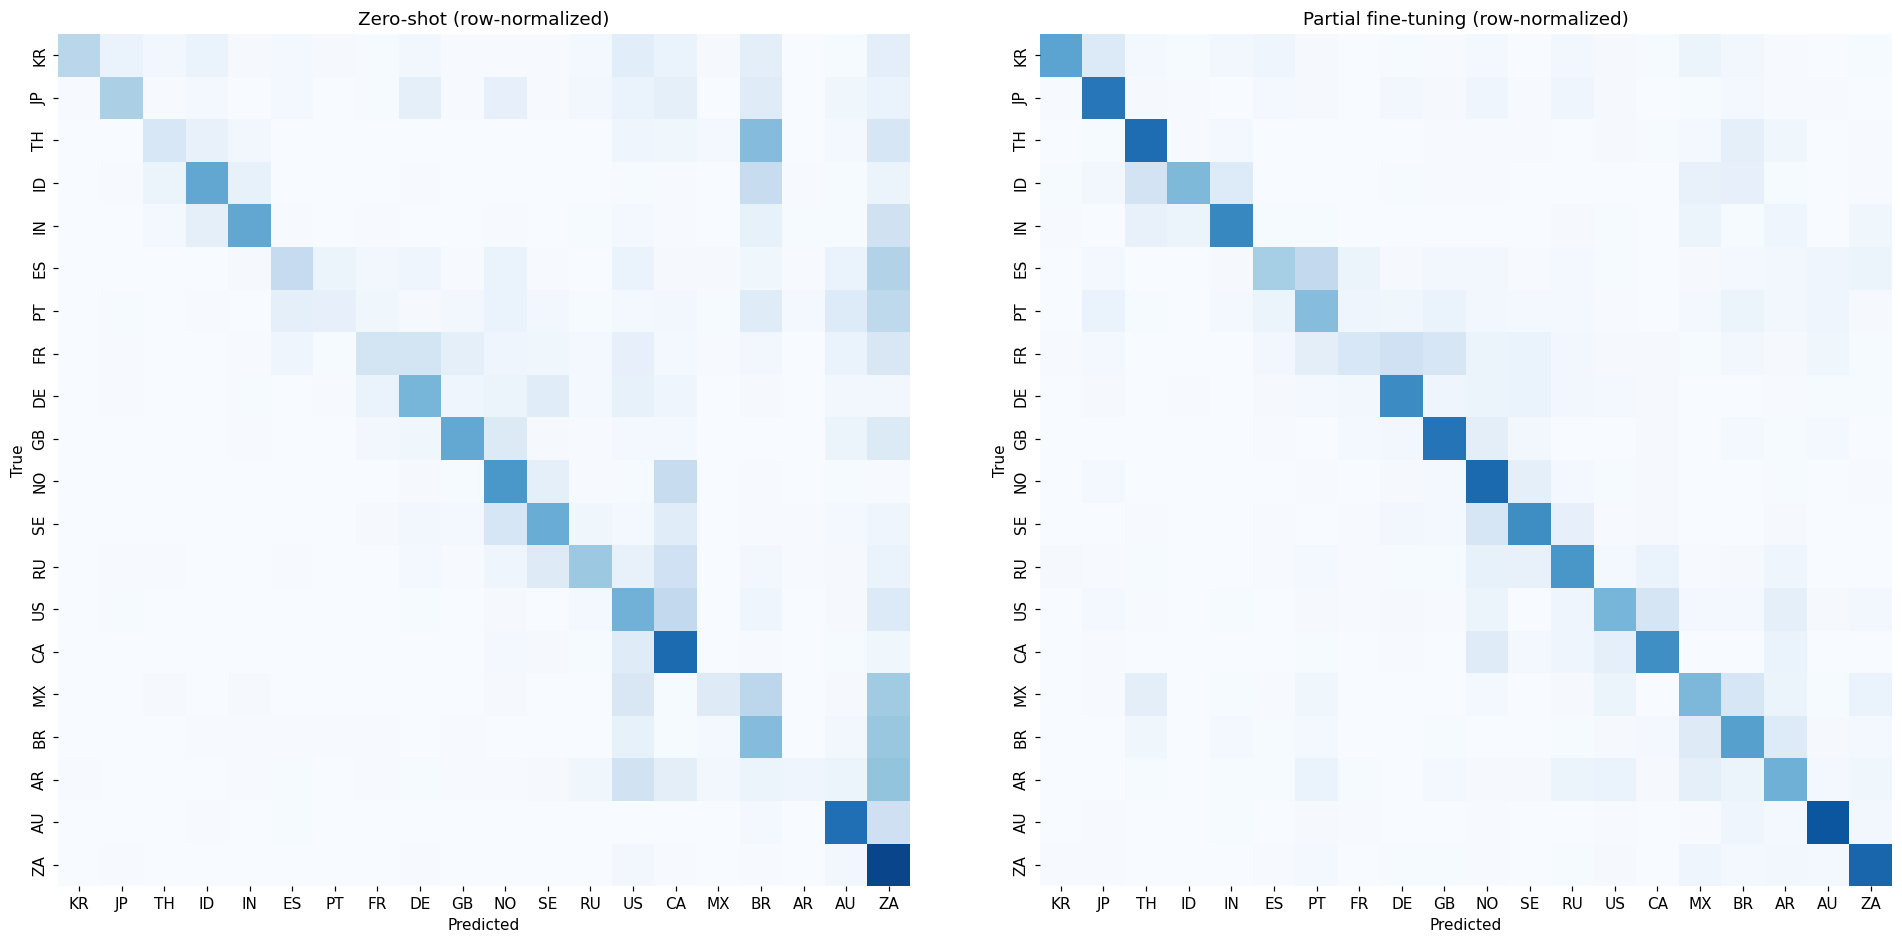 Zero-shot (row-normalized)
True
KR
JP
TH
ID
IN
ES
PT
FR
DE
GB
NO
SE
RU
US
CA
MX
BR
AR
AU
ZA
KR JP TH ID IN ES PT FR DE GB NO SE RU US CA MX BR AR AU ZA
Predicted
Partial fine-tuning (row-normalized)
True
KR
JP
TH
ID
IN
ES
PT
FR
DE
GB
NO
SE
RU
US
CA
MX
BR
AR
AU
ZA
KR JP TH ID IN ES PT FR DE GB NO SE RU US CA MX BR AR AU ZA
Predicted